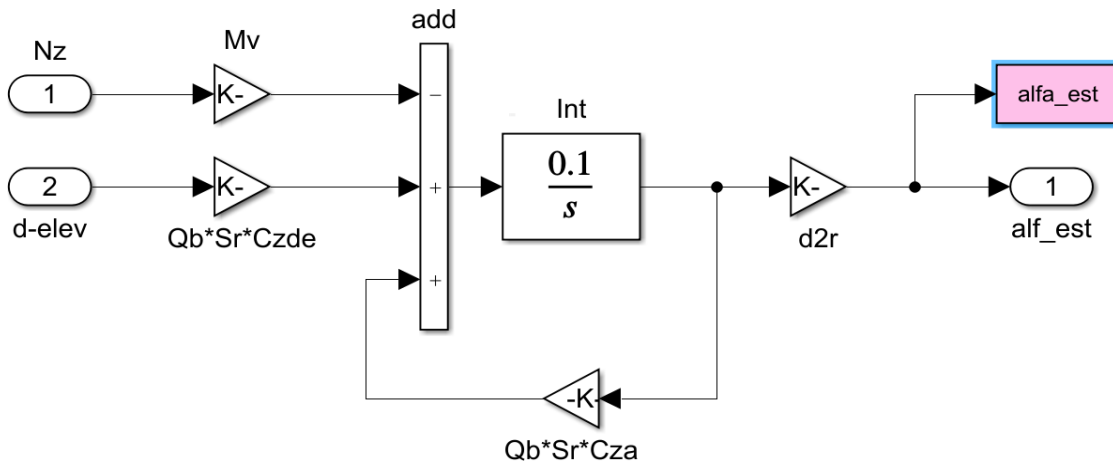 add
Nz
Mv
1
K-
−
alfa_est
Int
0.1
s
2
K-
+
K-
1
d-elev
Qb*Sr*Czde
d2r
alf_est
+
-K-
Qb*Sr*Cza